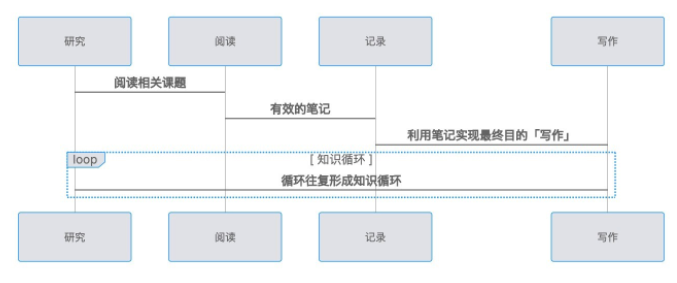 研究 阅读 记录 写作
阅读相关课题
有效的笔记
利用笔记实现最终目的「写作」
loop [ 知识循环 ]
循环往复形成知识循环
研究 阅读 记录 写作